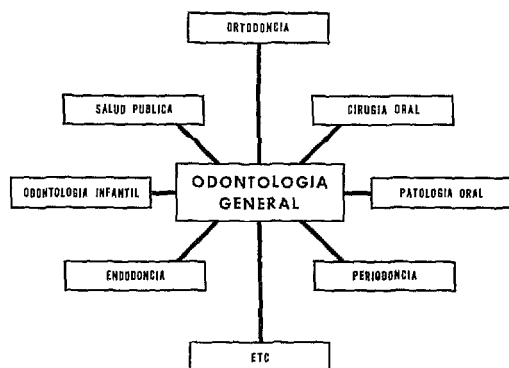 ORTODONCIA
SALUD PUBLICA
CIRUGIA ORAL
ODONTOLOGIA INFANTIL
ODONTOLOGIA
GENERAL
PATOLOGIA ORAL
ENDODONCIA
PERIODONCIA
ETC